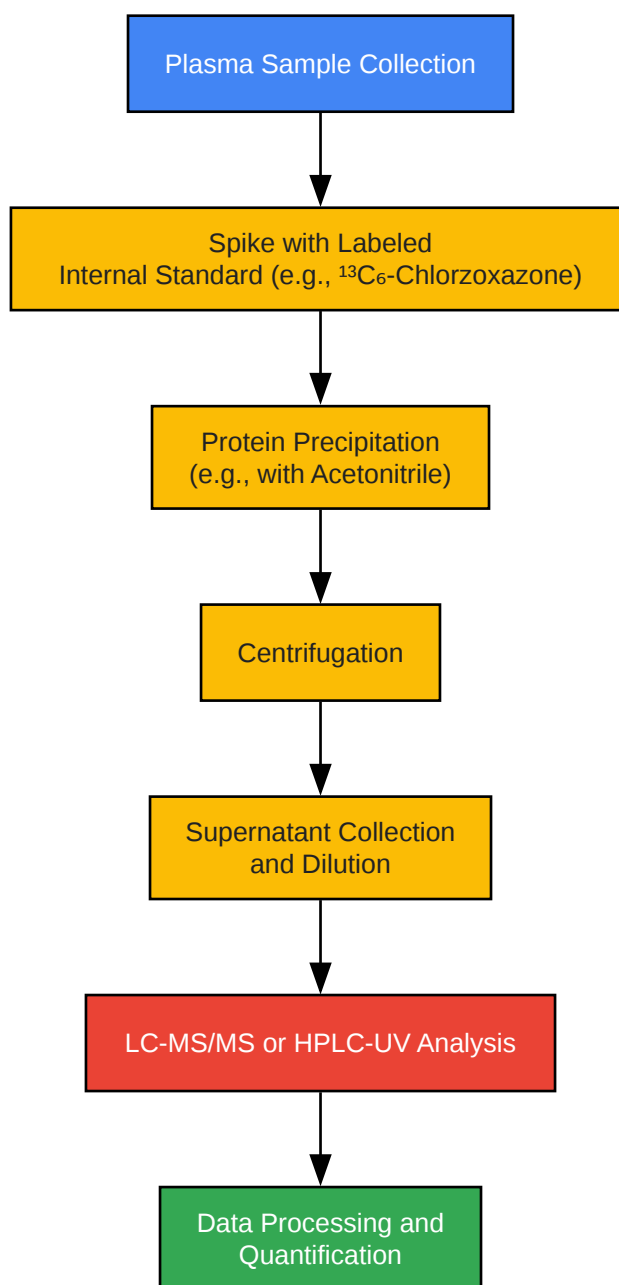 Plasma Sample Collection
Spike with Labeled
Internal Standard (e.g., ¹³C₆-Chlorzoxazone)
Protein Precipitation
(e.g., with Acetonitrile)
Centrifugation
Supernatant Collection
and Dilution
LC-MS/MS or HPLC-UV Analysis
Data Processing and
Quantification